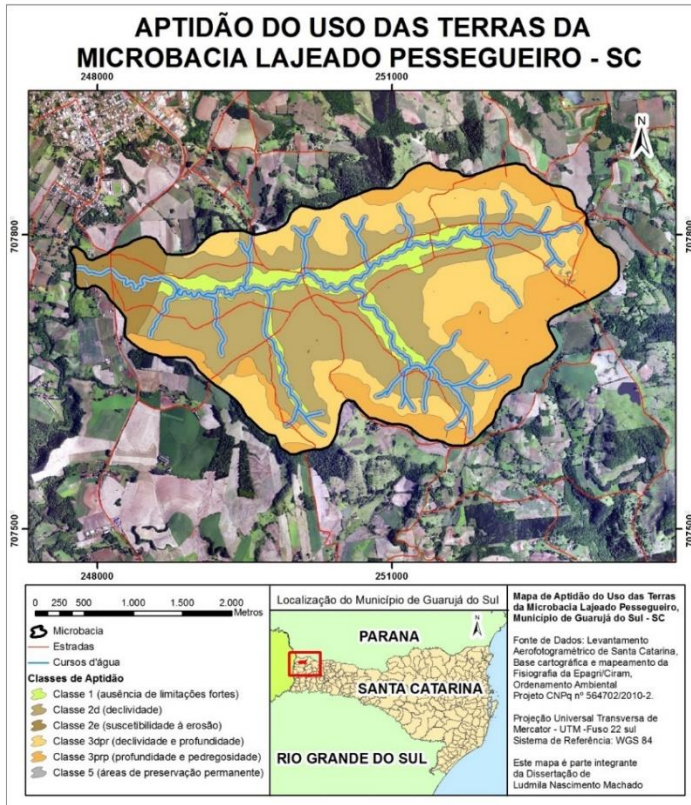 APTIDÃO DO USO DAS TERRAS DA
MICROBACIA LAJEADO PESSEGUEIRO - SC
248000 251000
N
707800 707800
707500 707500
248000 251000
0 250 500 1.000 1.500 2.000
Metros
Microbacia
Estradas
Cursos d'água
Classes de Aptidão
Classe 1 (ausência de limitações fortes)
Classe 2d (declividade)
Classe 2e (suscetibilidade à erosão)
Classe 3dpr (declividade e profundidade)
Classe 3prp (profundidade e pedregosidade)
Classe 5 (áreas de preservação permanente)
Localização do Município de Guarujá do Sul
N
PARANA
SANTA CATARINA
RIO GRANDE DO SUL
Mapa de Aptidão do Uso das Terras
da Microbacia Lajeado Pessegueiro,
Município de Guarujá do Sul - SC
Fonte de Dados: Levantamento
Aerofotogramétrico de Santa Catarina,
Base cartográfica e mapeamento da
Fisiografia da Epagri/Ciram,
Ordenamento Ambiental
Projeto CNPq nº 564702/2010-2.
Projeção Universal Transversa de
Mercator - UTM -Fuso 22 sul
Sistema de Referência: WGS 84
Este mapa é parte integrante
da Dissertação de
Ludmila Nascimento Machado